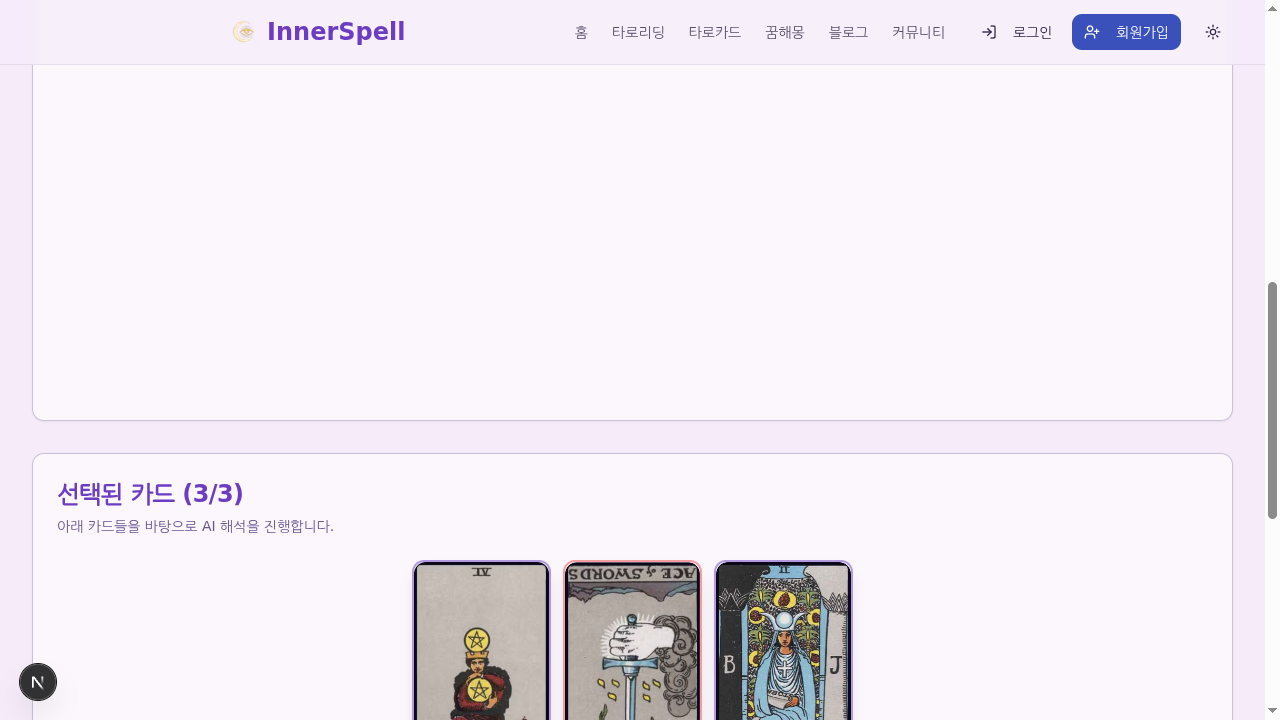 InnerSpell
홈
타로리딩
타로카드
꿈해몽
블로그
커뮤니티
로그인
회원가입
선택된 카드 (3/3)
아래 카드들을 바탕으로 AI 해석을 진행합니다.
IV
ACE of SWORDS
II
B
J
N